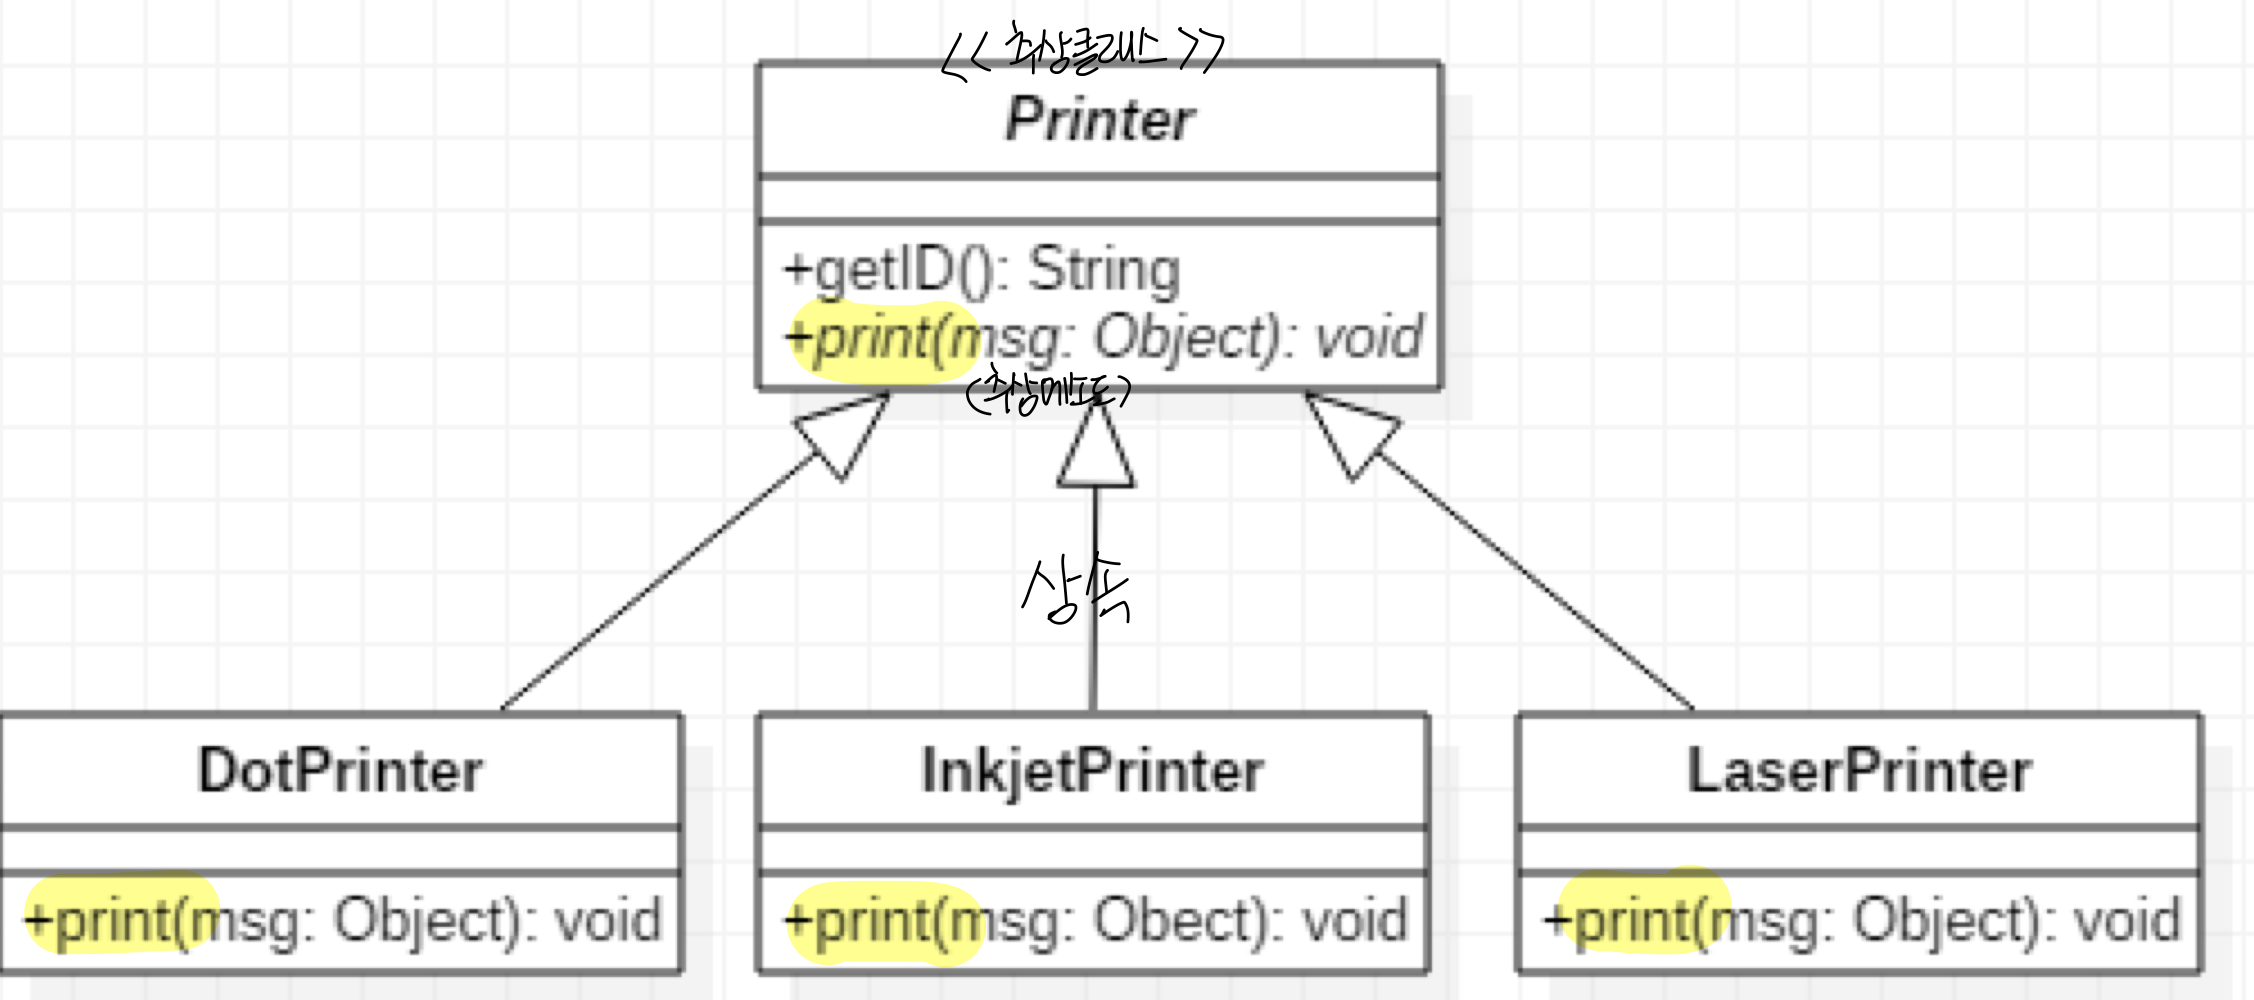 <<추상클래스>>
Printer
+getID(): String
+print(msg: Object): void
(추상메소드)
상속
DotPrinter
+print(msg: Object): void
InkjetPrinter
+print(msg: Obect): void
LaserPrinter
+print(msg: Object): void